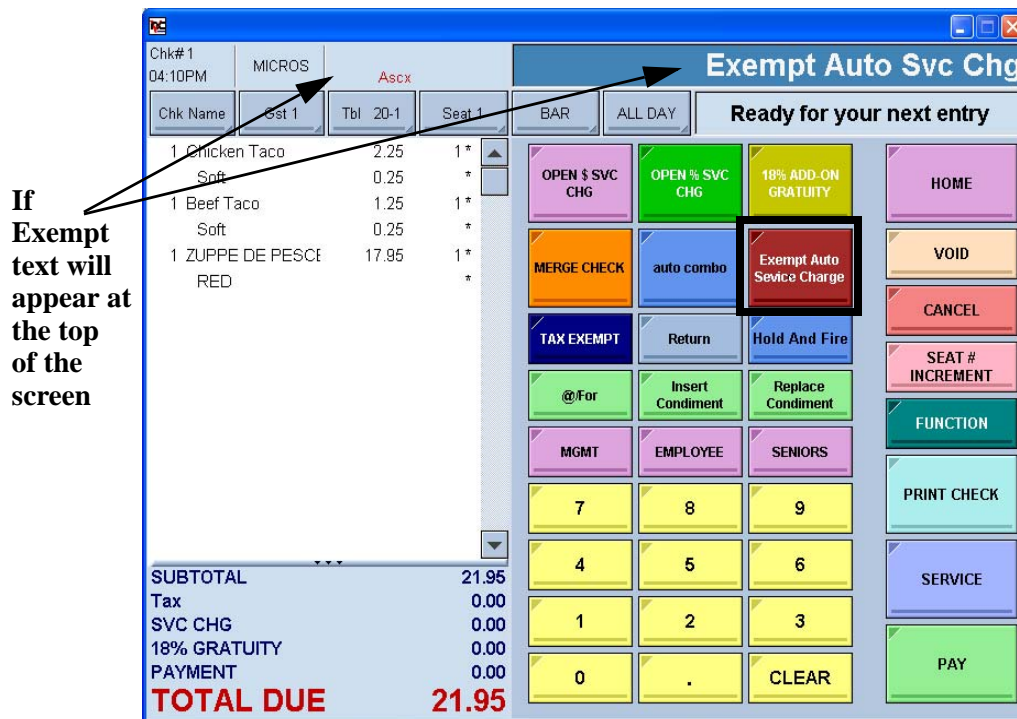 Chk# 1
04:10PM
MICROS
Ascx
Exempt Auto Svc Chg
Chk Name
Gst 1
Tbl 20-1
Seat 1
BAR
ALL DAY
Ready for your next entry
If
Exempt
text will
appear at
the top
of the
screen
1 Chicken Taco 2.25 1 *
Soft 0.25 *
1 Beef Taco 1.25 1 *
Soft 0.25 *
1 ZUPPE DE PESCE 17.95 1 *
RED *
SUBTOTAL 21.95
Tax 0.00
SVC CHG 0.00
18% GRATUITY 0.00
PAYMENT 0.00
TOTAL DUE 21.95
OPEN $ SVC
CHG
OPEN % SVC
CHG
18% ADD-ON
GRATUITY
MERGE CHECK
auto combo
Exempt Auto
Sevice Charge
TAX EXEMPT
Return
Hold And Fire
@/For
Insert
Condiment
Replace
Condiment
MGMT
EMPLOYEE
SENIORS
7
8
9
4
5
6
1
2
3
0
.
CLEAR
HOME
VOID
CANCEL
SEAT #
INCREMENT
FUNCTION
PRINT CHECK
SERVICE
PAY